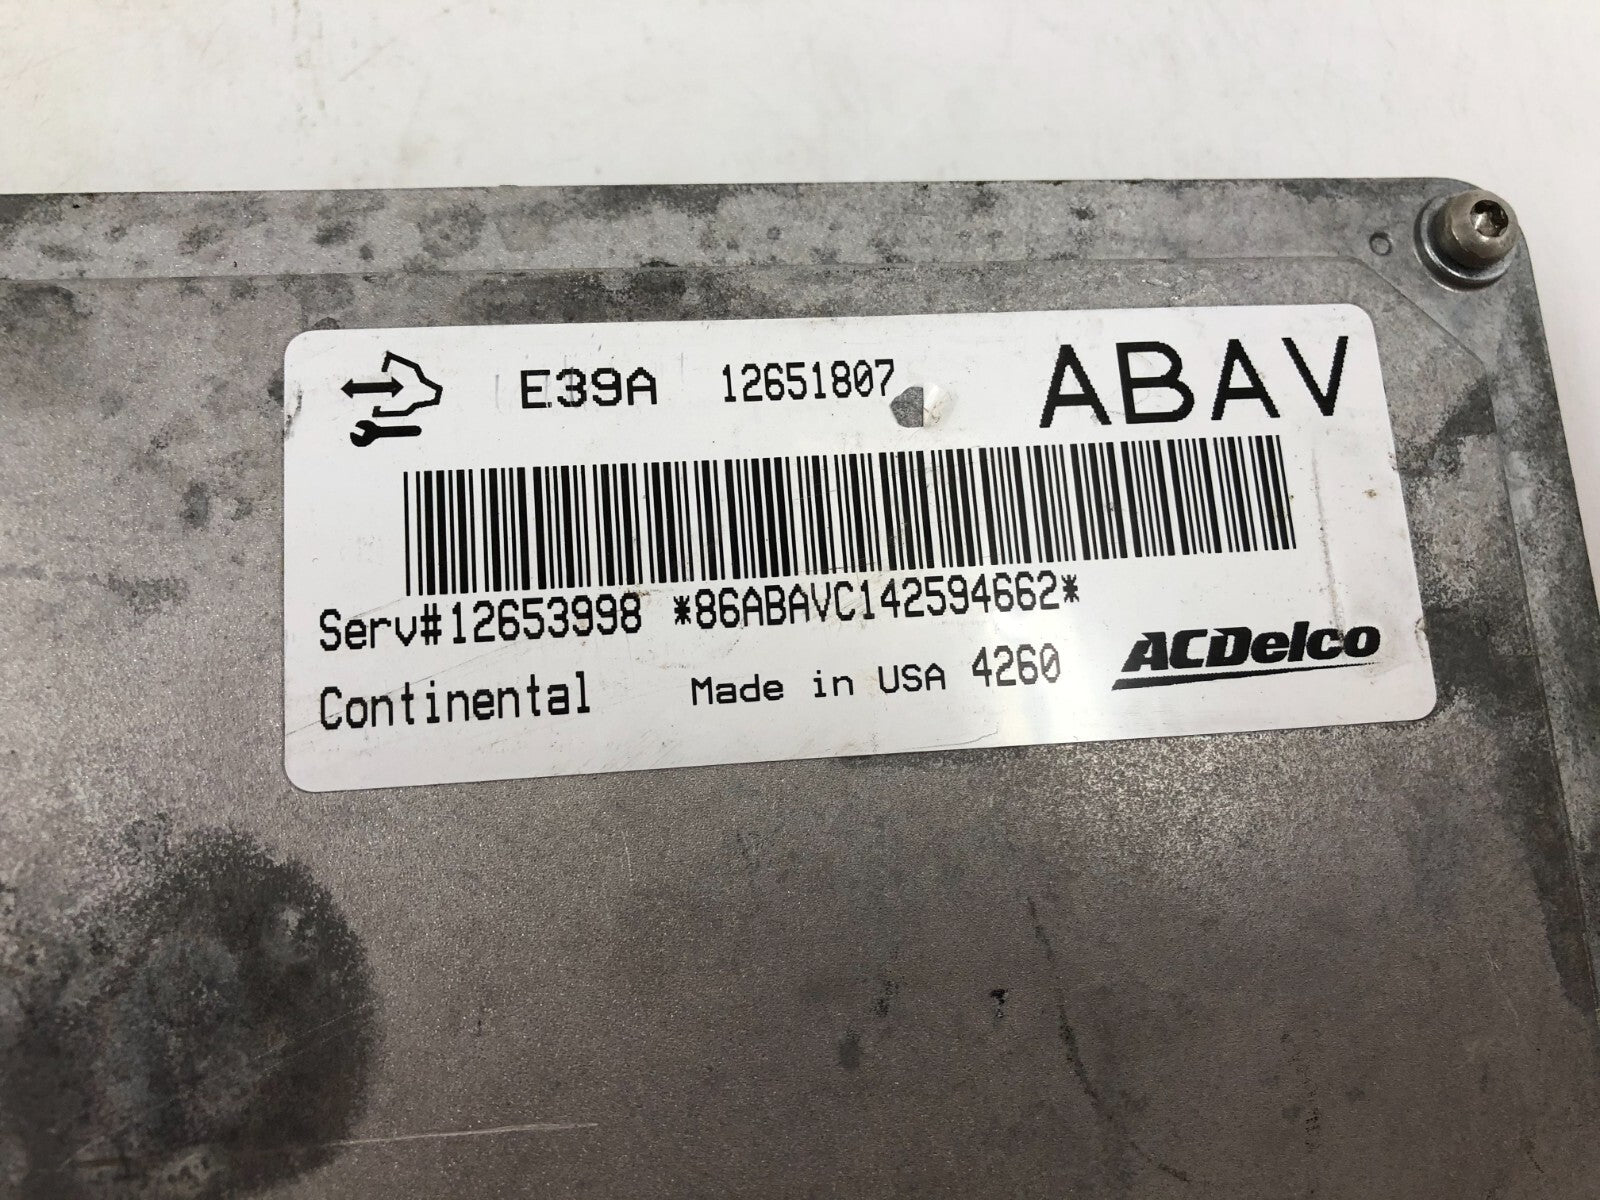 E39A 12651807 ABAV
Serv#12653998 *86ABAVC142594662*
Continental Made in USA 4260 ACDelco